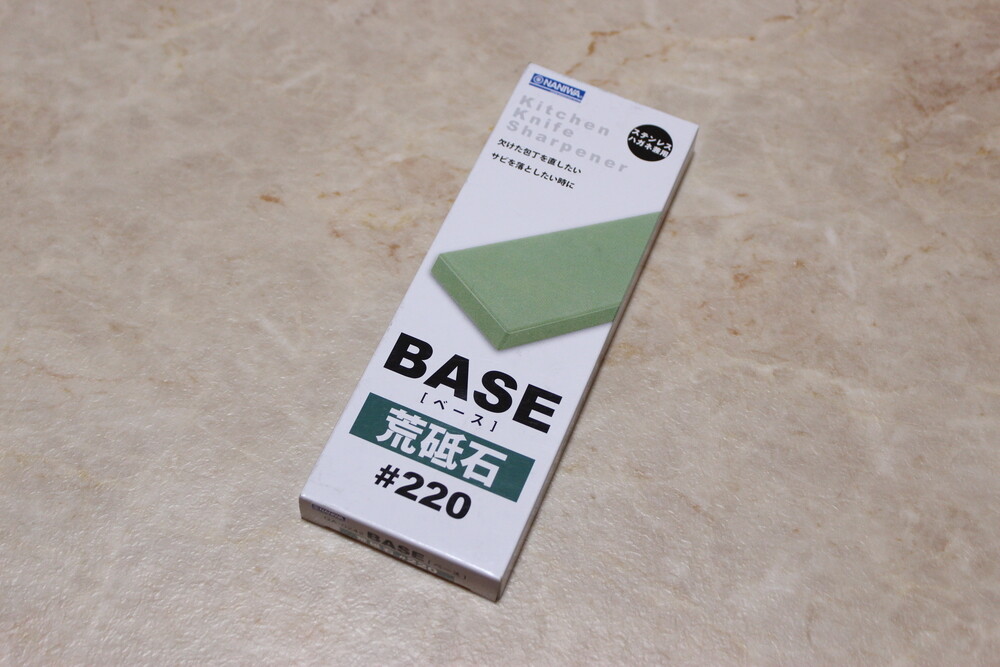 NANIWA
Kitchen
Knife
Sharpener
ステンレス
ハガネ兼用
欠けた包丁を直したい
サビを落としたい時に
BASE
[ベース]
荒砥石
#220
NANIWA
BASE